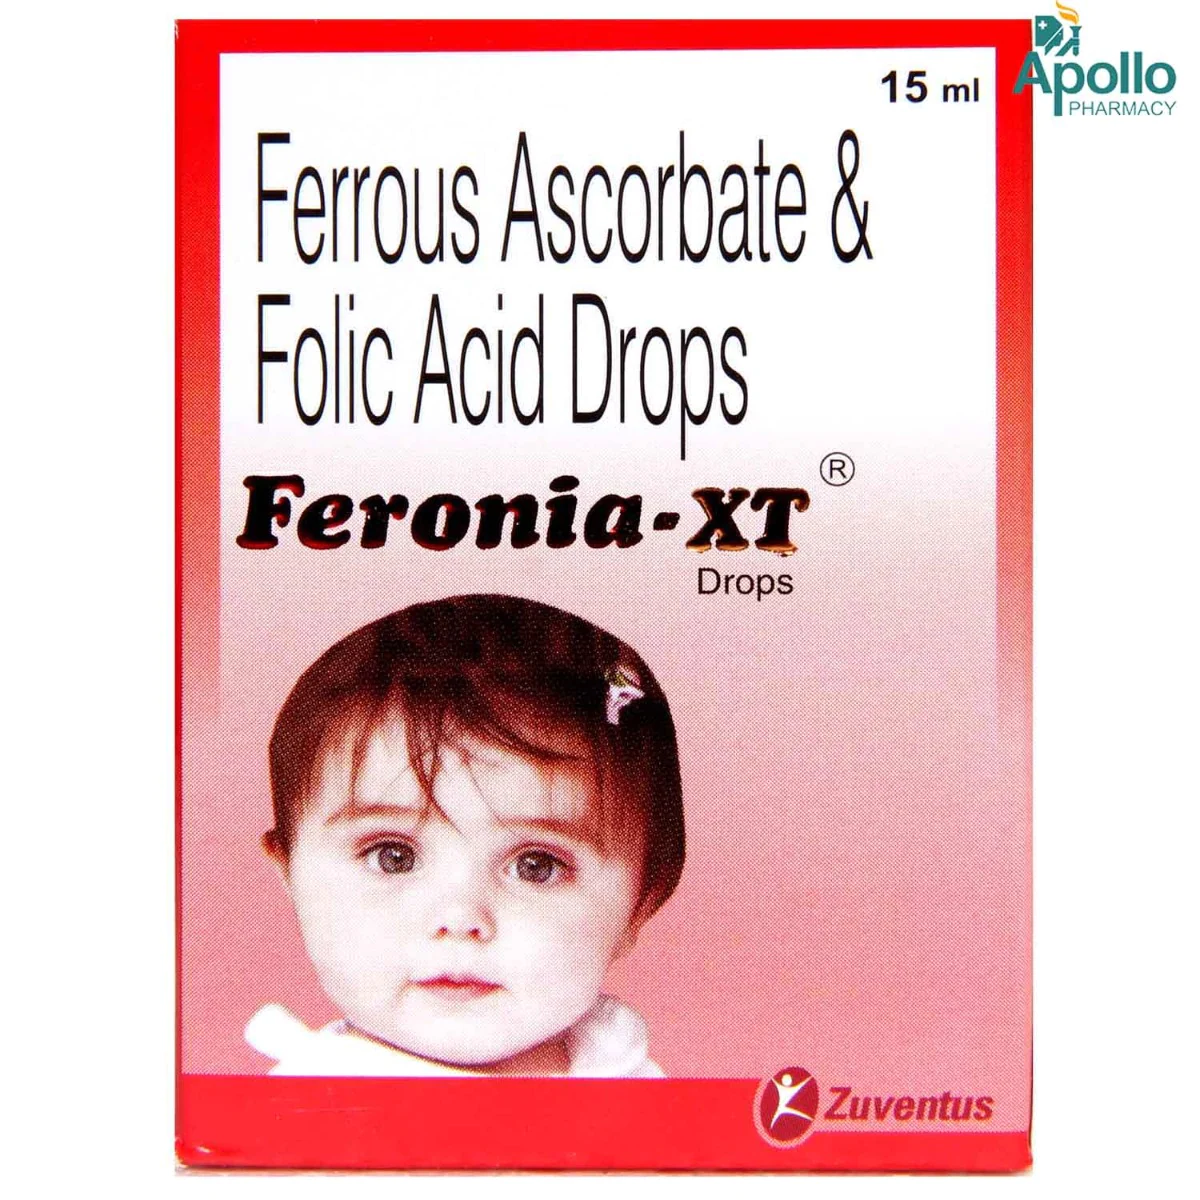 Apollo
PHARMACY
15 ml
Ferrous Ascorbate &
Folic Acid Drops
Feronia-XT ®
Drops
Zuventus